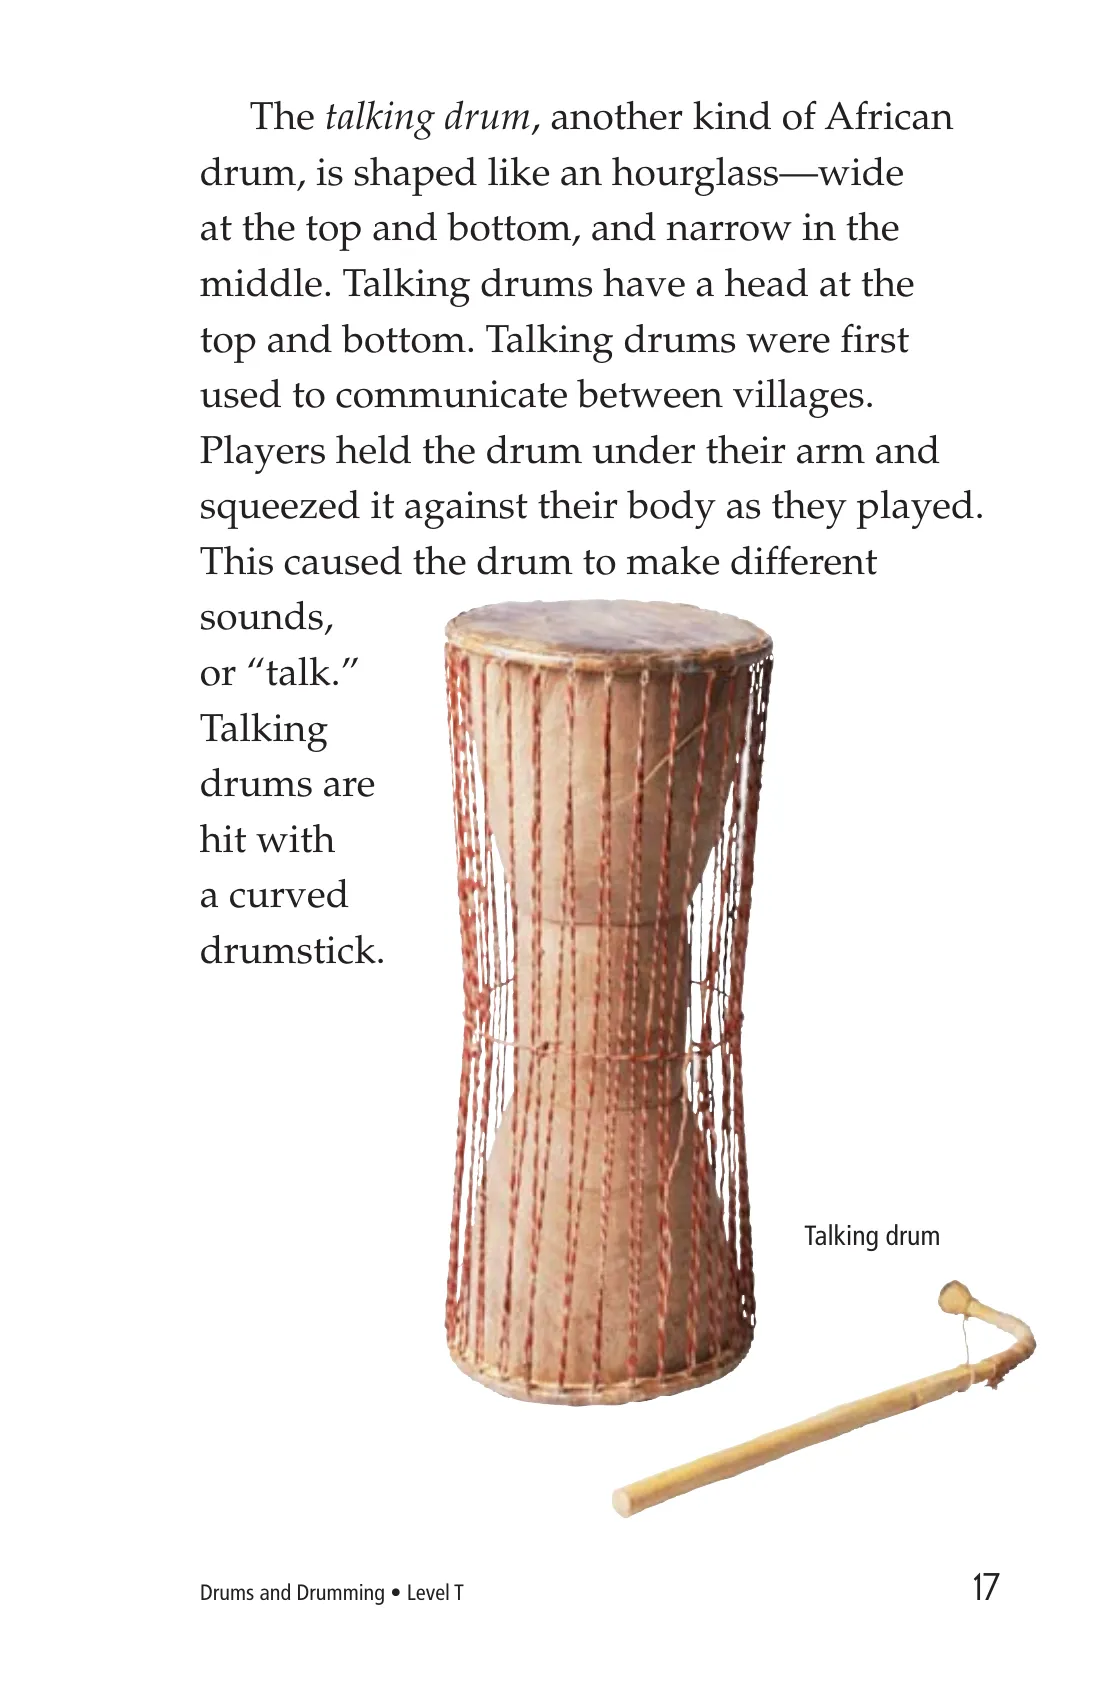 The talking drum, another kind of African
drum, is shaped like an hourglass—wide
at the top and bottom, and narrow in the
middle. Talking drums have a head at the
top and bottom. Talking drums were first
used to communicate between villages.
Players held the drum under their arm and
squeezed it against their body as they played.
This caused the drum to make different
sounds,
or “talk.”
Talking
drums are
hit with
a curved
drumstick.
Talking drum
Drums and Drumming • Level T
17